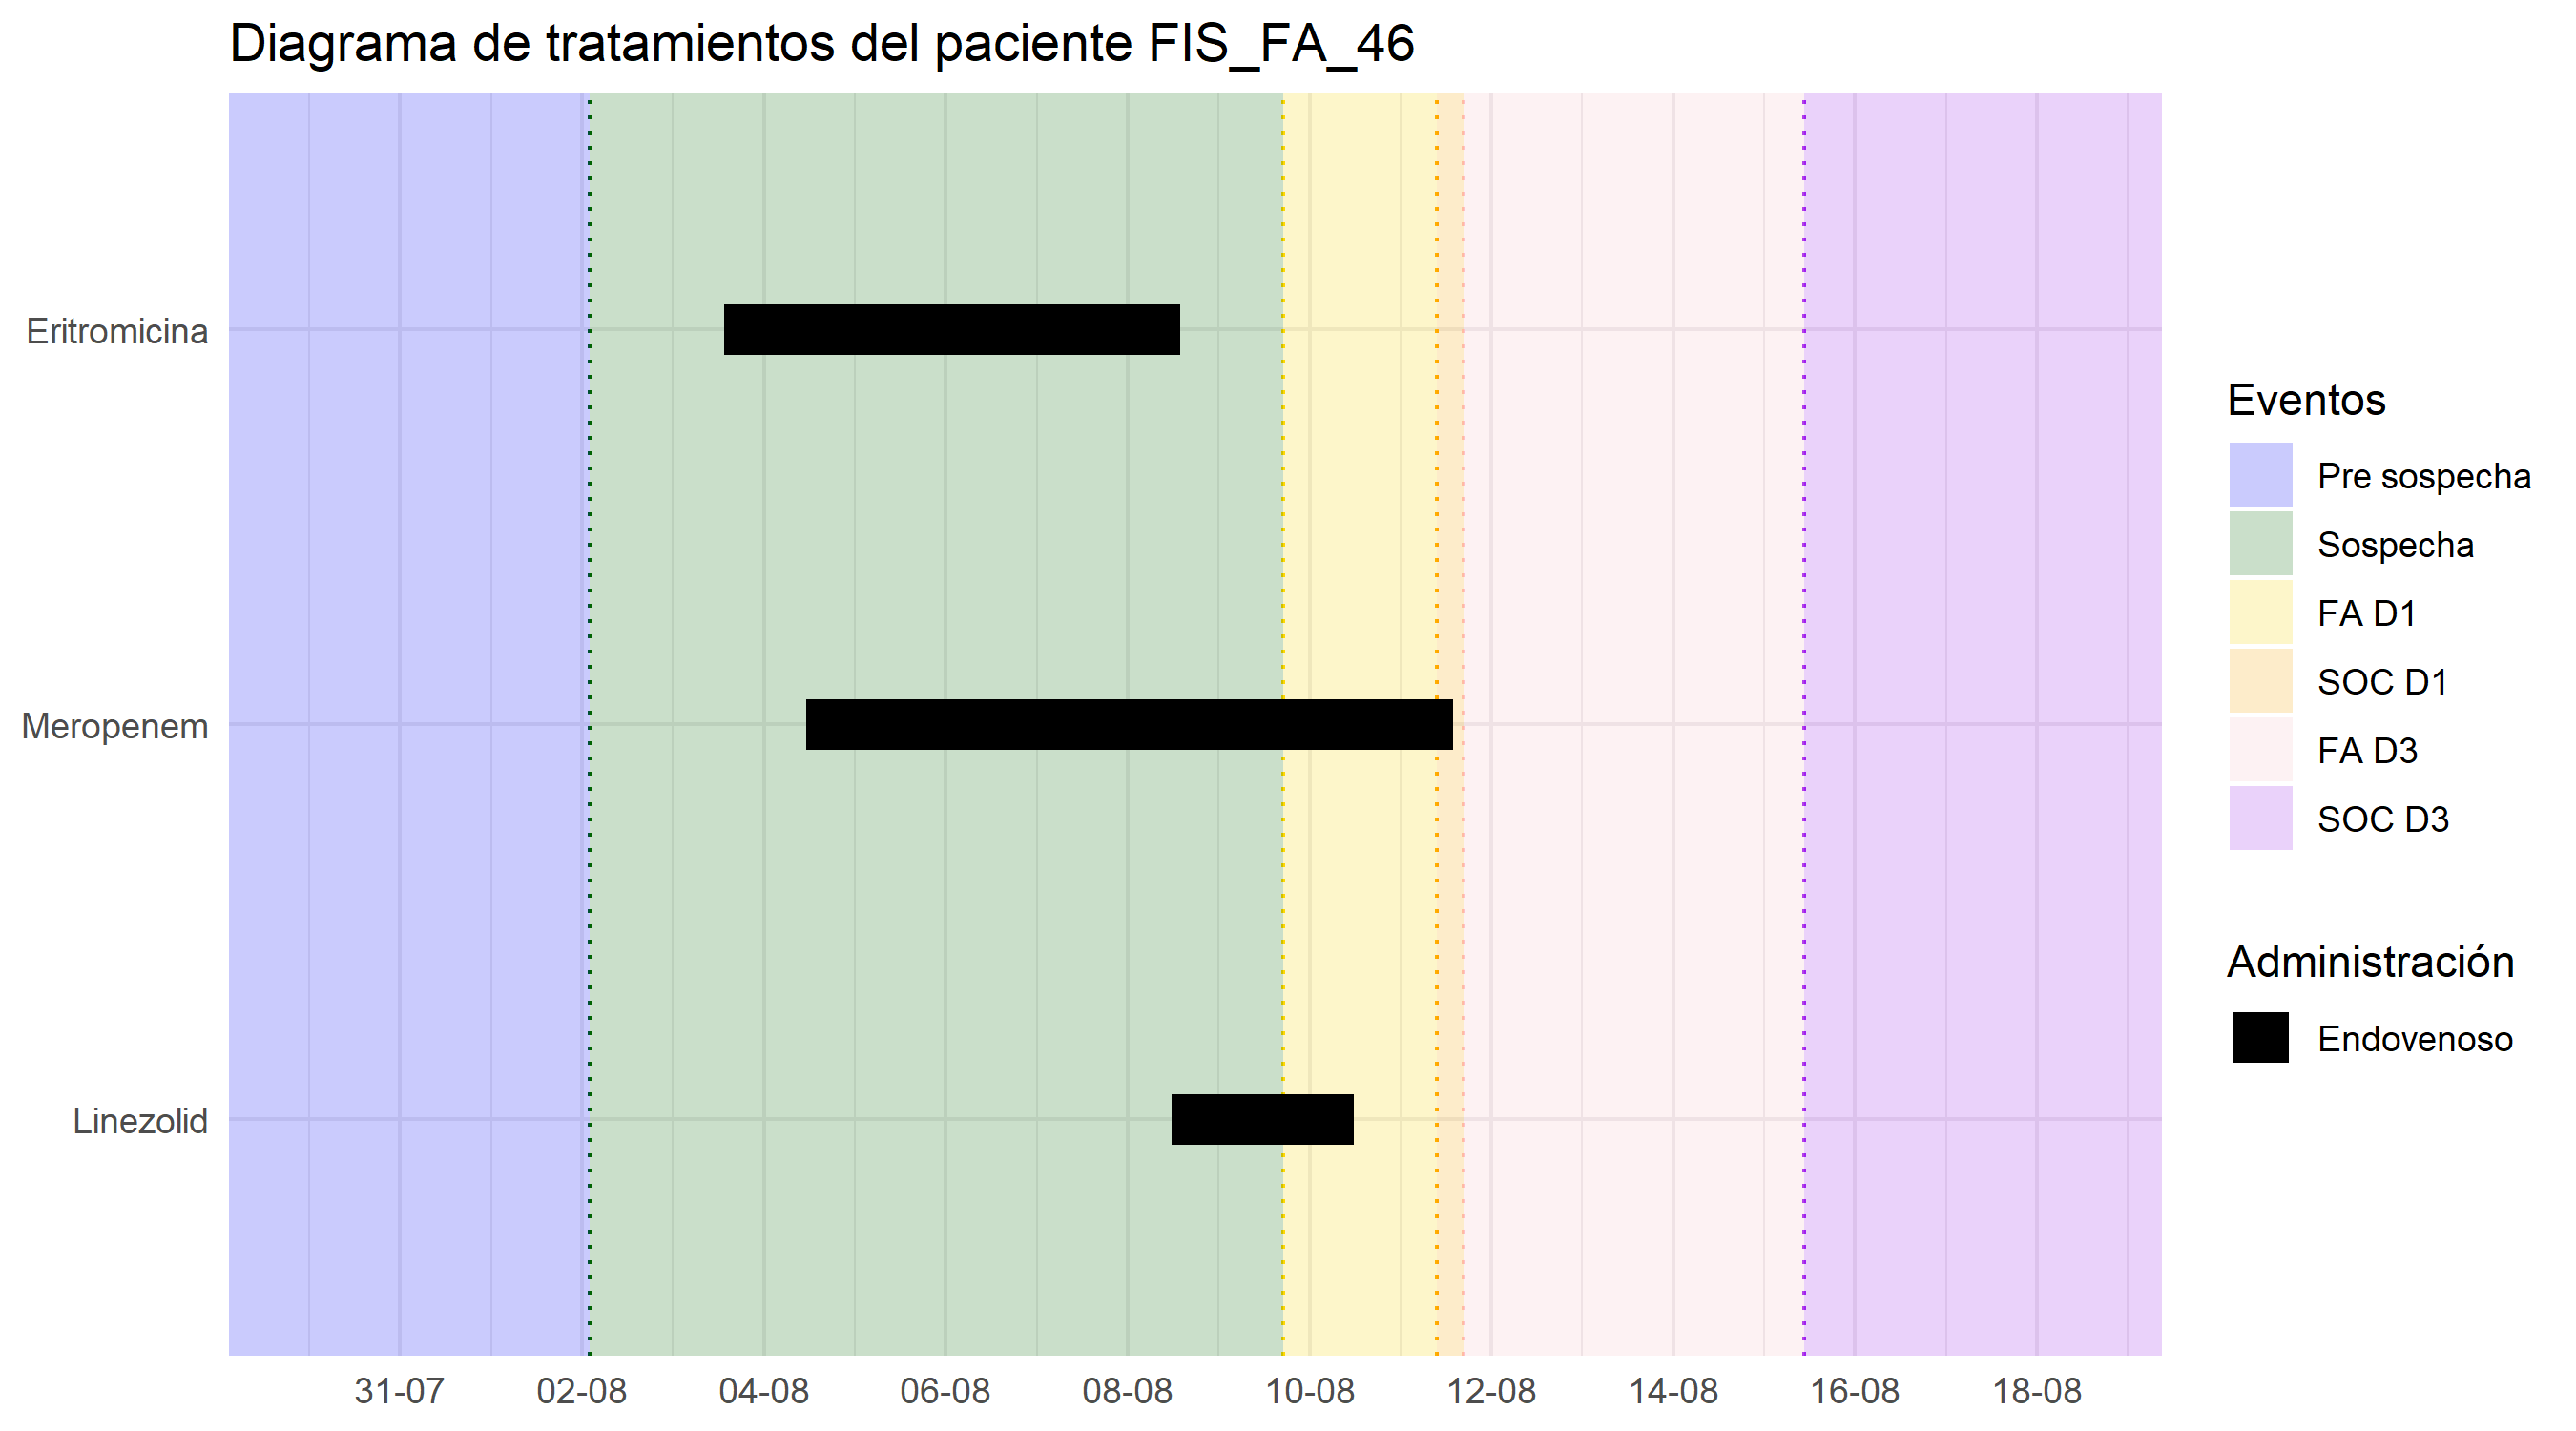 Diagrama de tratamientos del paciente FIS_FA_46
Eritromicina
Meropenem
Linezolid
31-07
02-08
04-08
06-08
08-08
10-08
12-08
14-08
16-08
18-08
Eventos
Pre sospecha
Sospecha
FA D1
SOC D1
FA D3
SOC D3
Administración
Endovenoso